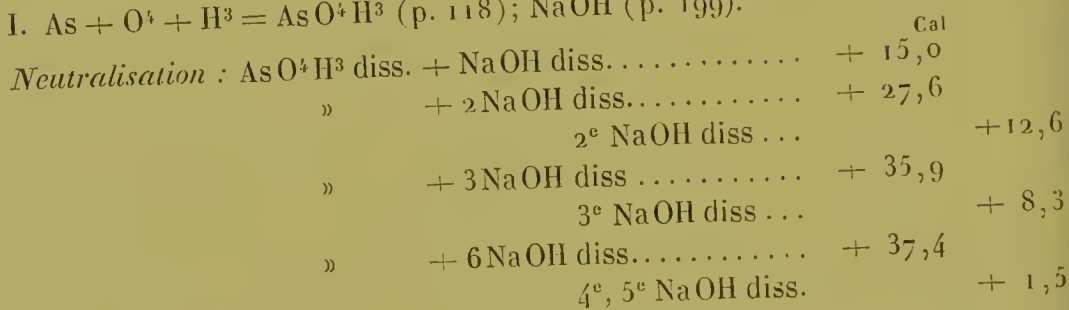 I. As + O⁴ + H³ = AsO⁴H³ (p. 118); NaOH (p. 199).
Cal
Neutralisation : AsO⁴H³ diss. + NaOH diss............. + 15,0
» + 2NaOH diss............ + 27,6
2ᵉ NaOH diss... +12,6
» + 3NaOH diss ........... + 35,9
3ᵉ NaOH diss... + 8,3
» + 6NaOH diss............ + 37,4
4ᵉ, 5ᵉ NaOH diss. + 1,5